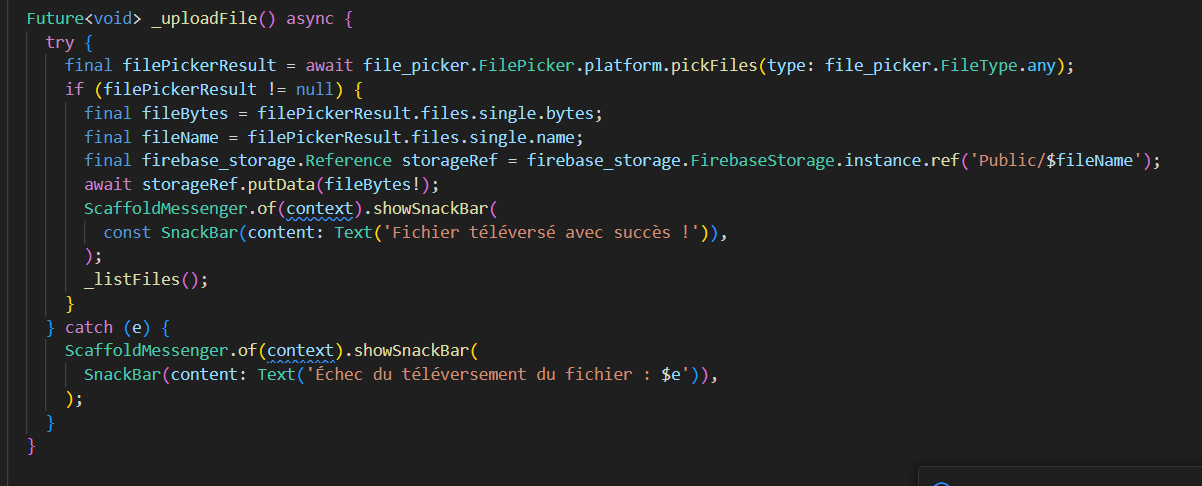 Future<void> _uploadFile() async {
  try {
    final filePickerResult = await file_picker.FilePicker.platform.pickFiles(type: file_picker.FileType.any);
    if (filePickerResult != null) {
      final fileBytes = filePickerResult.files.single.bytes;
      final fileName = filePickerResult.files.single.name;
      final firebase_storage.Reference storageRef = firebase_storage.FirebaseStorage.instance.ref('Public/$fileName');
      await storageRef.putData(fileBytes!);
      ScaffoldMessenger.of(context).showSnackBar(
        const SnackBar(content: Text('Fichier téléversé avec succès !')),
      );
      _listFiles();
    }
  } catch (e) {
    ScaffoldMessenger.of(context).showSnackBar(
      SnackBar(content: Text('Échec du téléversement du fichier : $e')),
    );
  }
}